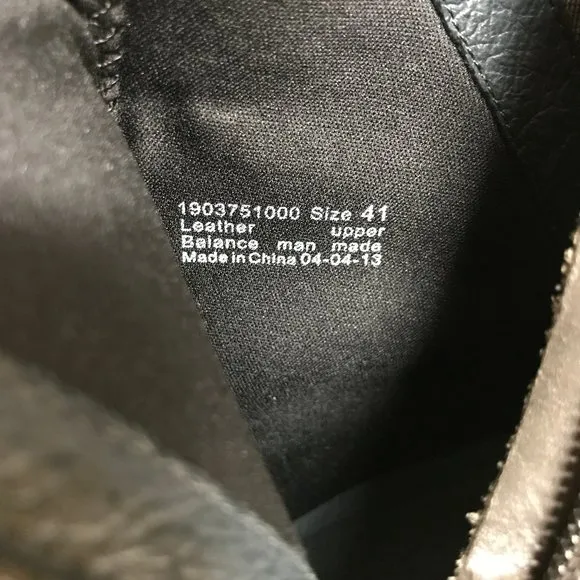 1903751000 Size 41
Leather upper
Balance man made
Made in China 04-04-13